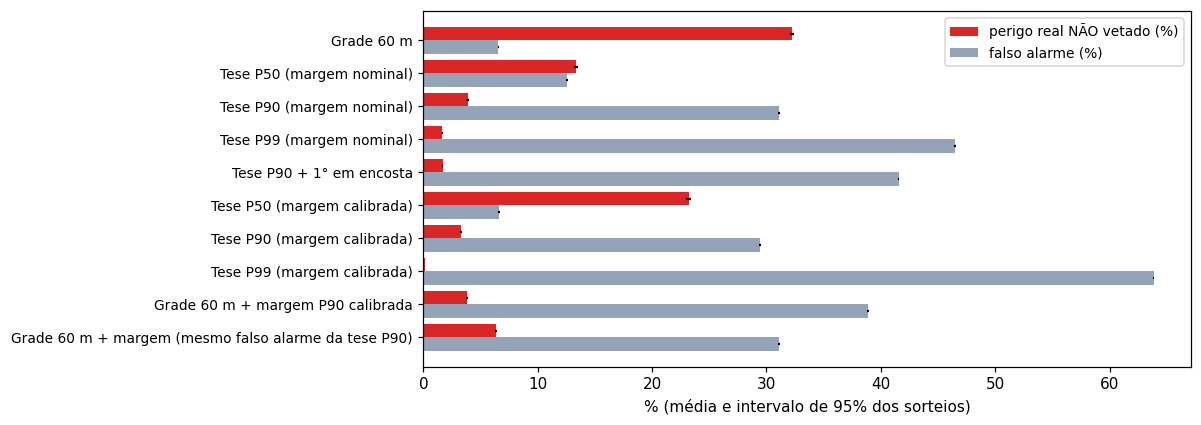 perigo real NÃO vetado (%)
falso alarme (%)
Grade 60 m
Tese P50 (margem nominal)
Tese P90 (margem nominal)
Tese P99 (margem nominal)
Tese P90 + 1° em encosta
Tese P50 (margem calibrada)
Tese P90 (margem calibrada)
Tese P99 (margem calibrada)
Grade 60 m + margem P90 calibrada
Grade 60 m + margem (mesmo falso alarme da tese P90)
0 10 20 30 40 50 60
% (média e intervalo de 95% dos sorteios)